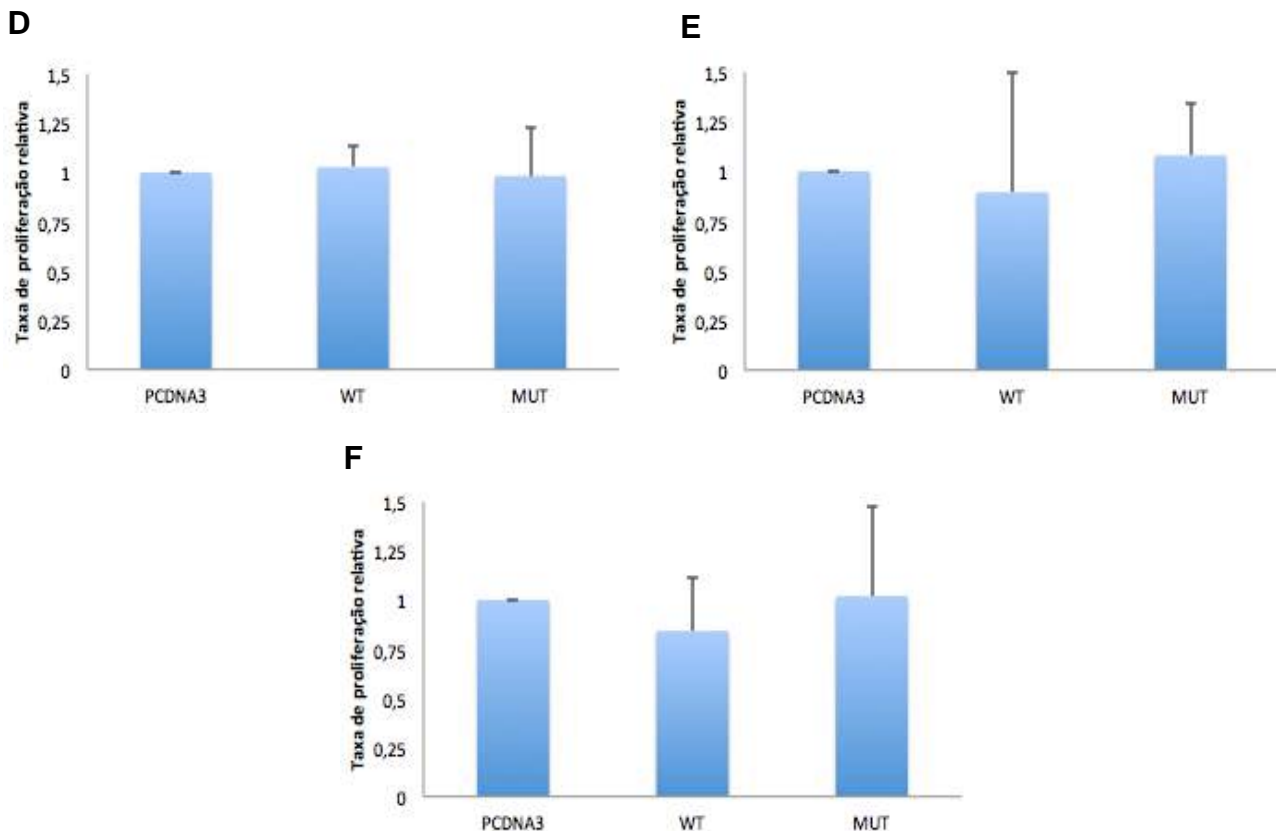 D
Taxa de proliferação relativa
1,5
1,25
1
0,75
0,5
0,25
0
PCDNA3 WT MUT
E
Taxa de proliferação relativa
1,5
1,25
1
0,75
0,5
0,25
0
PCDNA3 WT MUT
F
Taxa de proliferação relativa
1,5
1,25
1
0,75
0,5
0,25
0
PCDNA3 WT MUT